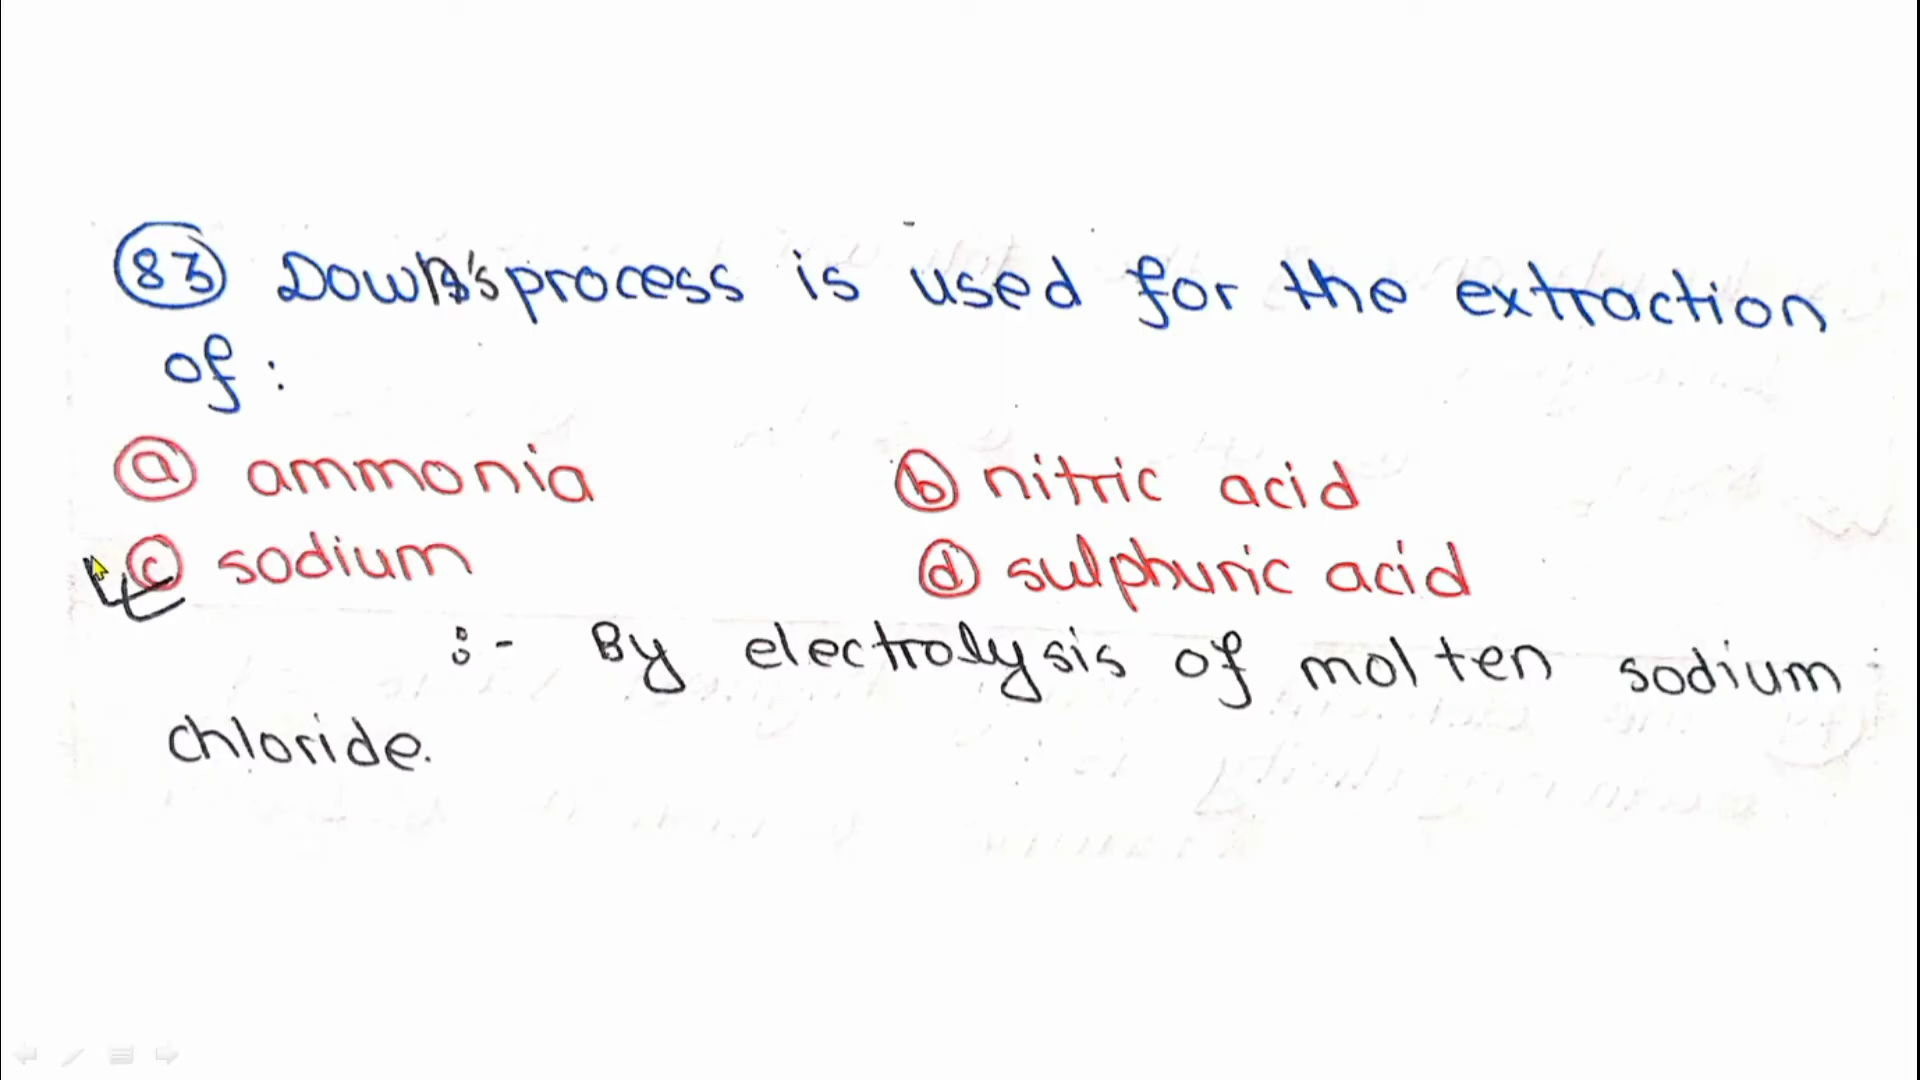 83 Down's process is used for the extraction
of :
a ammonia b nitric acid
c sodium d sulphuric acid
:- By electrolysis of molten sodium
chloride.